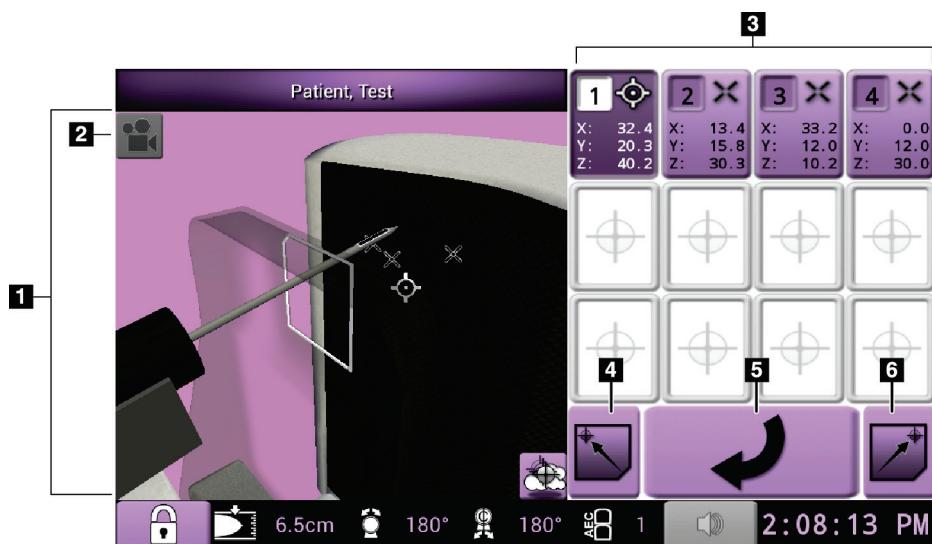 3
Patient, Test
1
2
1 2 3 4
X: 32.4 X: 13.4 X: 33.2 X: 0.0
Y: 20.3 Y: 15.8 Y: 12.0 Y: 12.0
Z: 40.2 Z: 30.3 Z: 10.2 Z: 30.0
4 5 6
6.5cm 180° C 180° AEC 1 2:08:13 PM